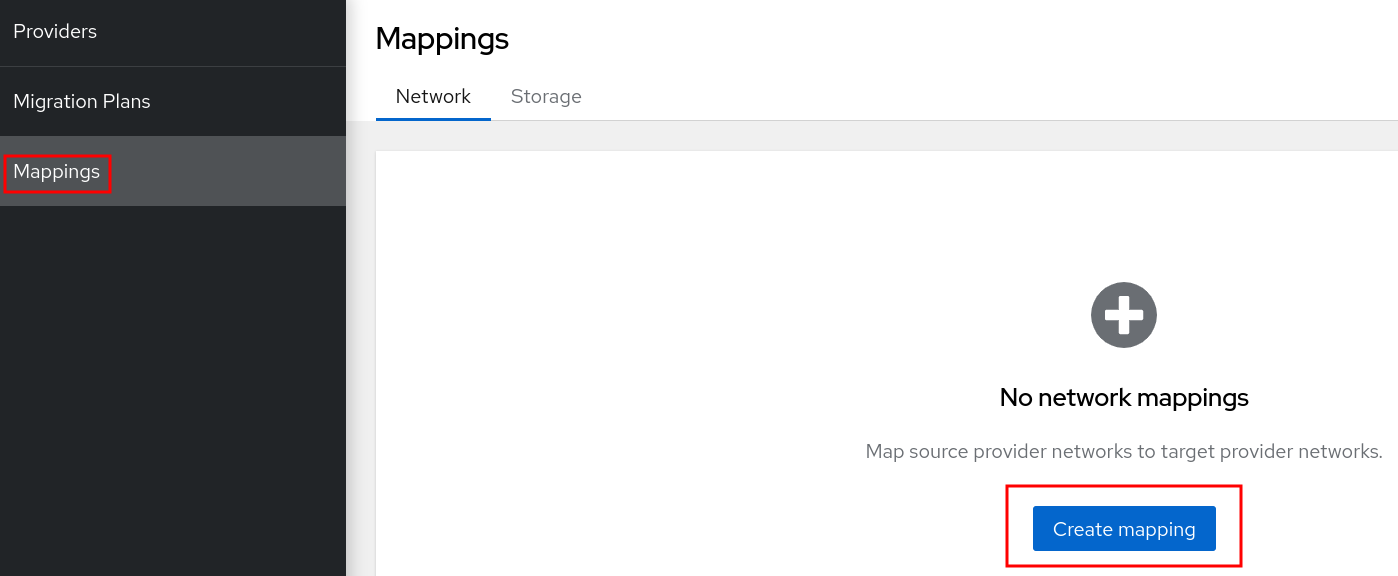 Providers
Migration Plans
Mappings
Mappings
Network Storage
No network mappings
Map source provider networks to target provider networks.
Create mapping